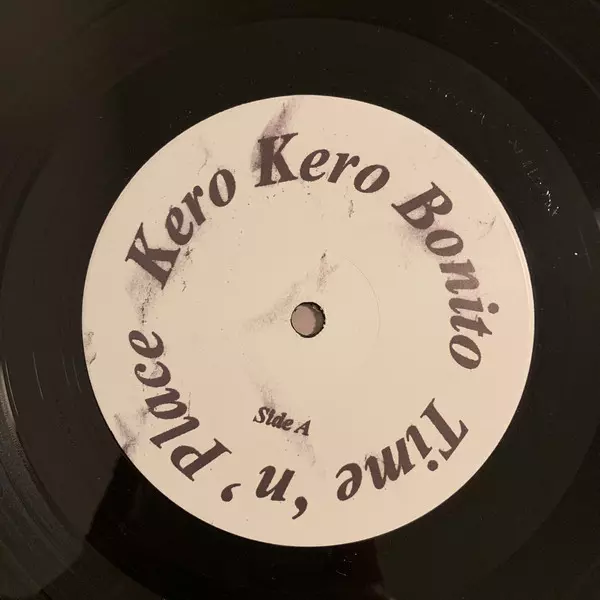 Kero Kero Bonito
Time ‘n’ Place
Side A